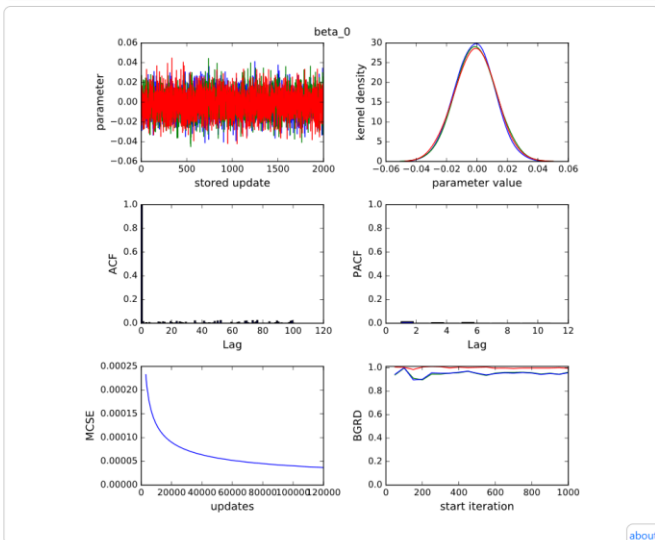 beta_0
parameter
0.06
0.04
0.02
0.00
−0.02
−0.04
−0.06
0 500 1000 1500 2000
stored update
kernel density
30
25
20
15
10
5
0
−0.06 −0.04 −0.02 0.00 0.02 0.04 0.06
parameter value
ACF
1.0
0.8
0.6
0.4
0.2
0.0
0 20 40 60 80 100 120
Lag
PACF
1.0
0.8
0.6
0.4
0.2
0.0
0 2 4 6 8 10 12
Lag
MCSE
0.00025
0.00020
0.00015
0.00010
0.00005
0.00000
0 20000 40000 60000 80000 100000 120000
updates
BGRD
1.0
0.8
0.6
0.4
0.2
0.0
0 200 400 600 800 1000
start iteration
about